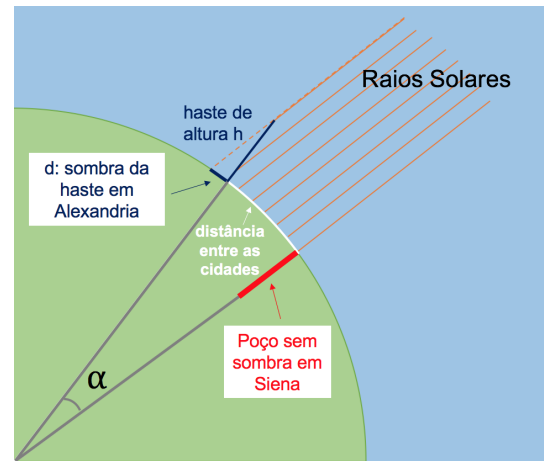 Raios Solares
haste de
altura h
d: sombra da
haste em
Alexandria
distância
entre as
cidades
Poço sem
sombra em
Siena
α